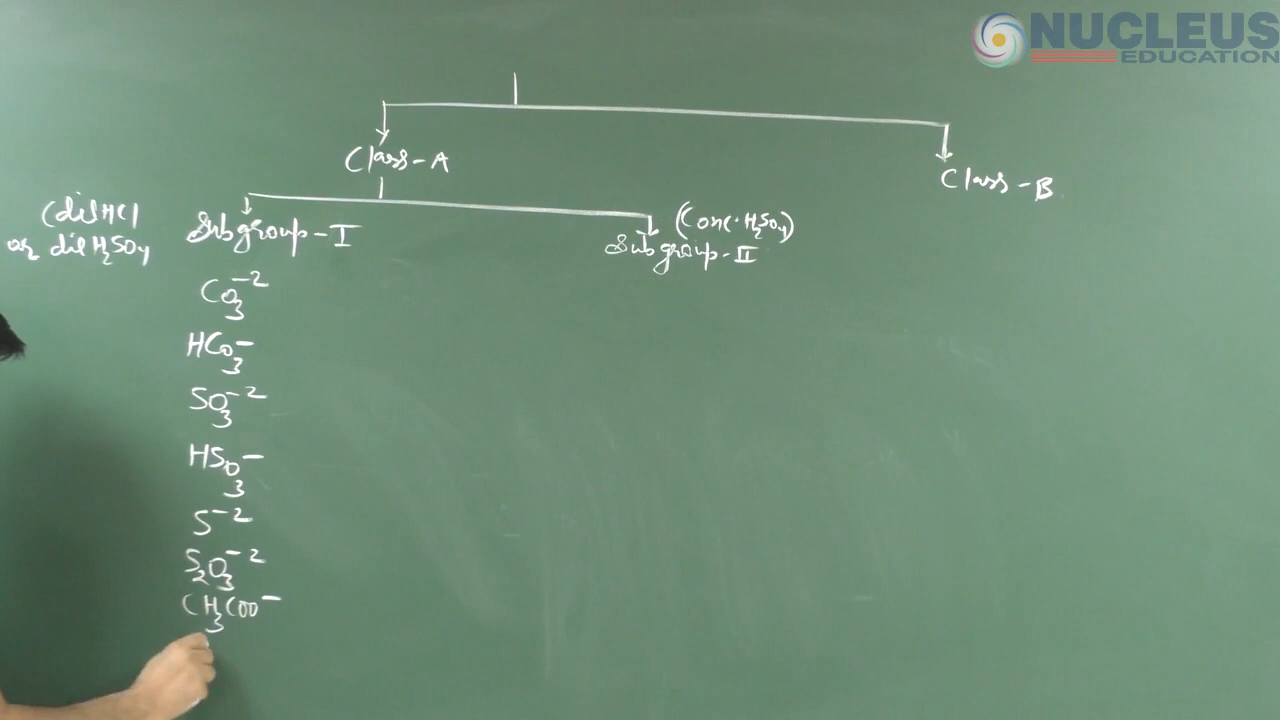 NUCLEUS
EDUCATION
Class-A
Class-B
(dil HCl
or dil H2SO4
Subgroup-I
(Conc. H2SO4)
Subgroup-II
CO3^-2
HCO3^-
SO3^-2
HSO3^-
S^-2
S2O3^-2
CH3COO^-